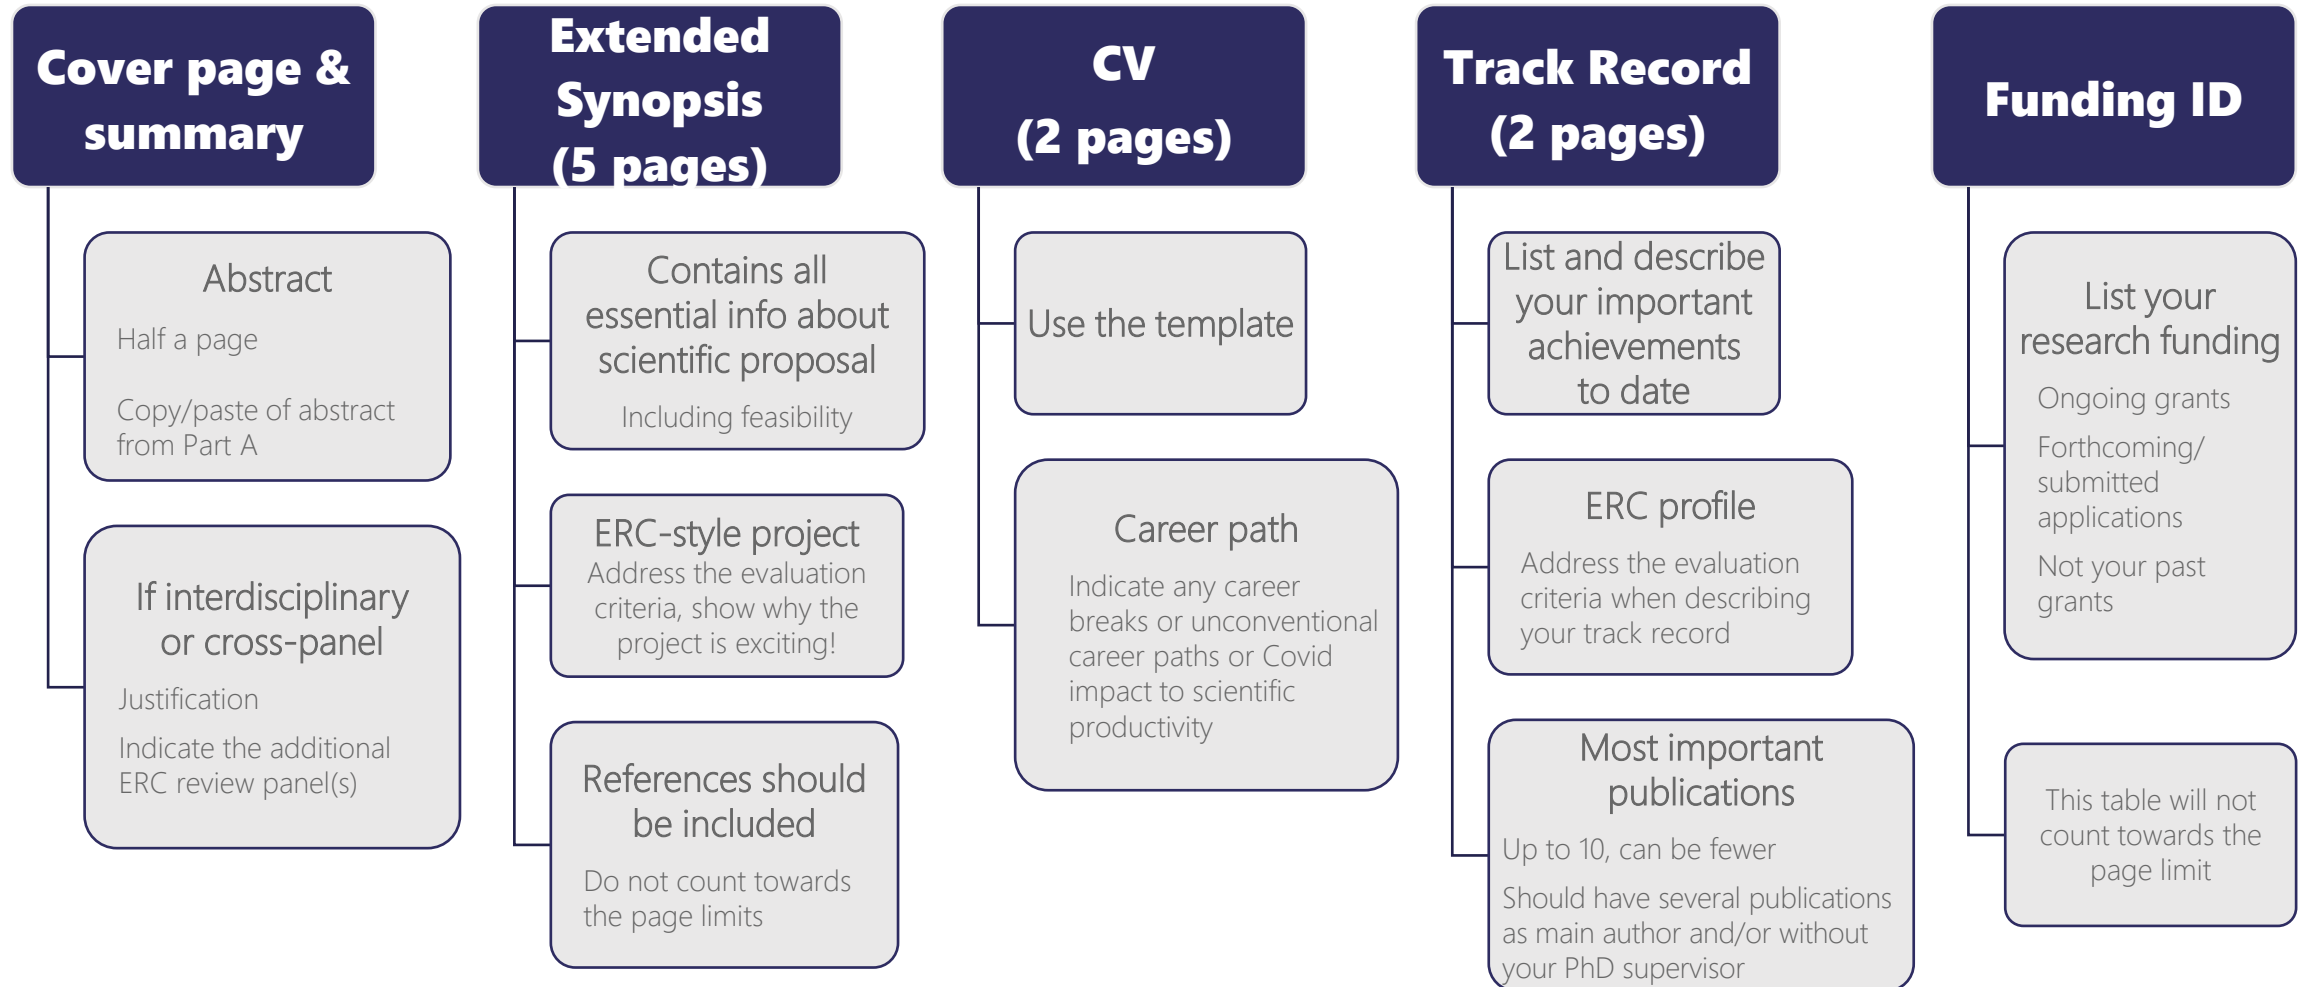 Cover page &
summary
Abstract
Half a page
Copy/paste of abstract
from Part A
If interdisciplinary
or cross-panel
Justification
Indicate the additional
ERC review panel(s)
Extended
Synopsis
(5 pages)
Contains all
essential info about
scientific proposal
Including feasibility
ERC-style project
Address the evaluation
criteria, show why the
project is exciting!
References should
be included
Do not count towards
the page limits
CV
(2 pages)
Use the template
Career path
Indicate any career
breaks or unconventional
career paths or Covid
impact to scientific
productivity
Track Record
(2 pages)
List and describe
your important
achievements
to date
ERC profile
Address the evaluation
criteria when describing
your track record
Most important
publications
Up to 10, can be fewer
Should have several publications
as main author and/or without
your PhD supervisor
Funding ID
List your
research funding
Ongoing grants
Forthcoming/
submitted
applications
Not your past
grants
This table will not
count towards the
page limit